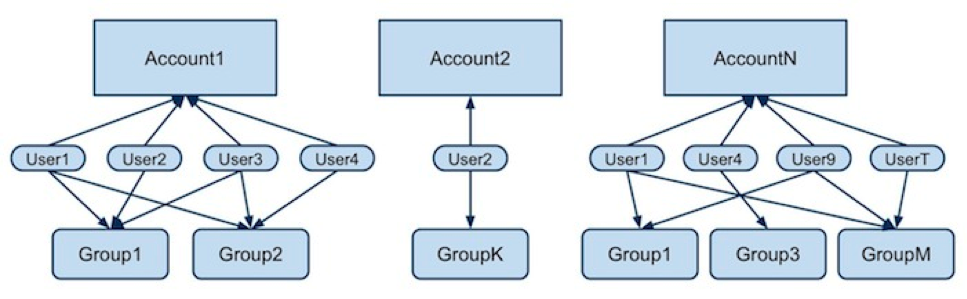 Account1
Account2
AccountN
User1
User2
User3
User4
User2
User1
User4
User9
UserT
Group1
Group2
GroupK
Group1
Group3
GroupM